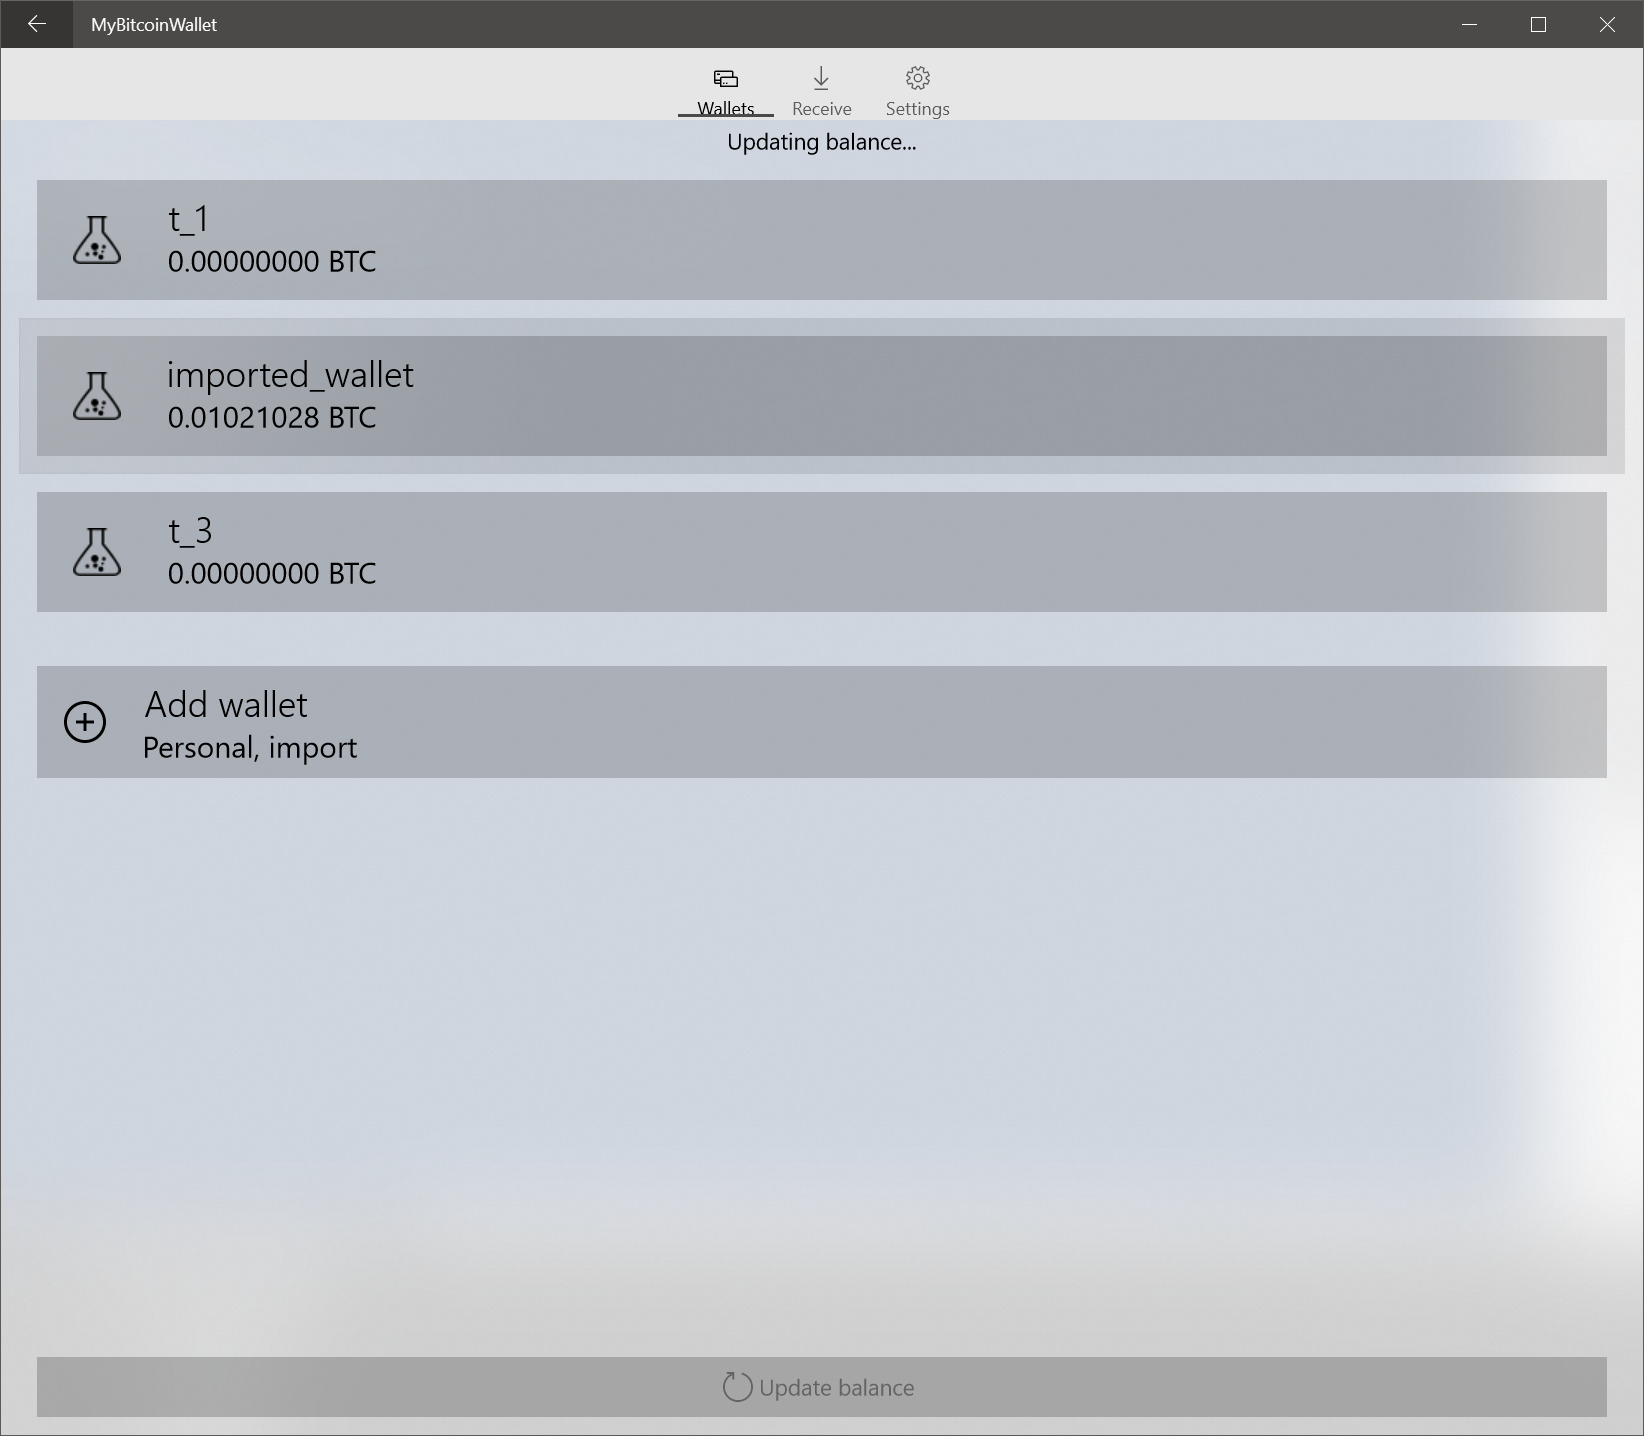 MyBitcoinWallet
Wallets Receive Settings
Updating balance...
t_1
0.00000000 BTC
imported_wallet
0.01021028 BTC
t_3
0.00000000 BTC
Add wallet
Personal, import
Update balance